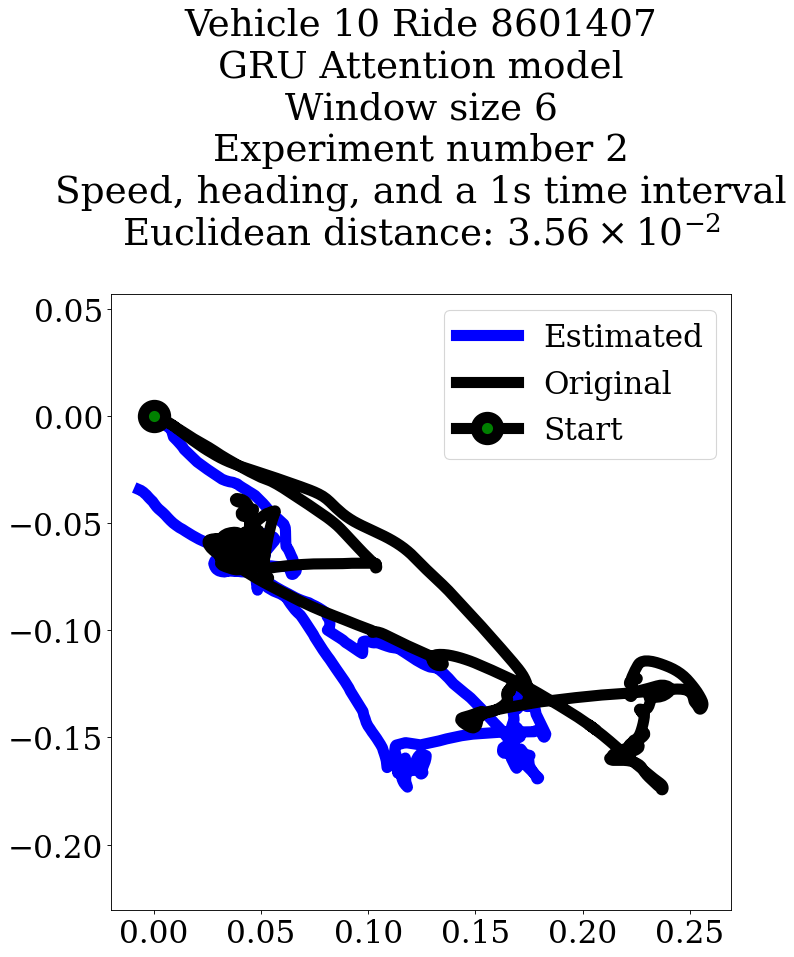 Vehicle 10 Ride 8601407
GRU Attention model
Window size 6
Experiment number 2
Speed, heading, and a 1s time interval
Euclidean distance: 3.56 × 10⁻²
Estimated
Original
Start
0.05
0.00
−0.05
−0.10
−0.15
−0.20
0.00 0.05 0.10 0.15 0.20 0.25